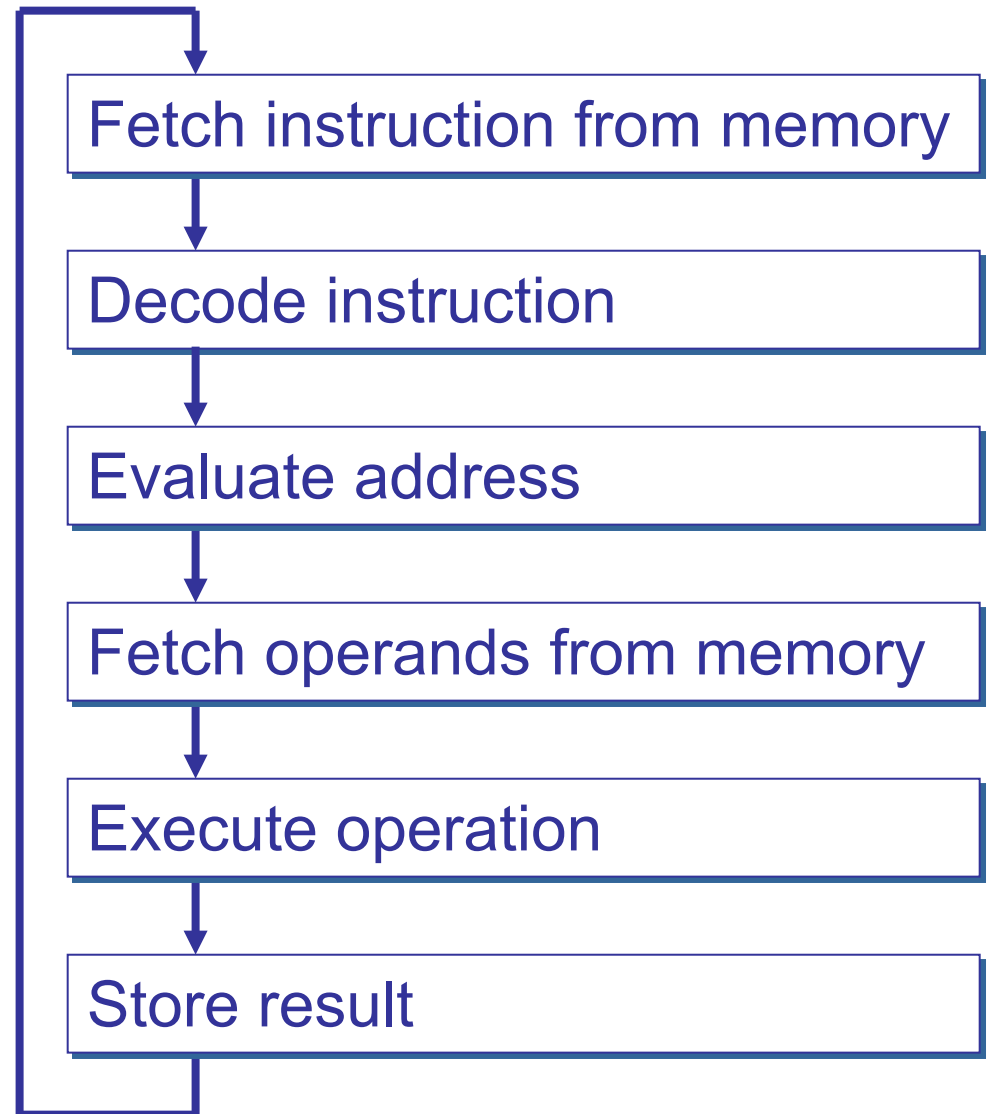 Fetch instruction from memory
Decode instruction
Evaluate address
Fetch operands from memory
Execute operation
Store result